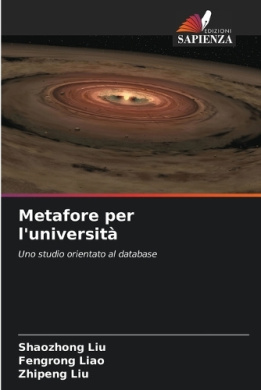 EDIZIONI
SAPIENZA
Metafore per
l'università
Uno studio orientato al database
Shaozhong Liu
Fengrong Liao
Zhipeng Liu